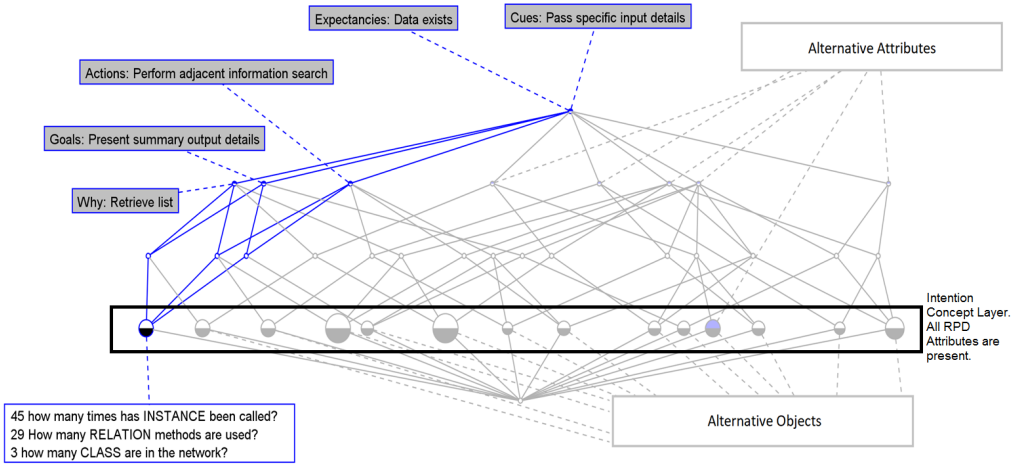 Expectancies: Data exists
Cues: Pass specific input details
Alternative Attributes
Actions: Perform adjacent information search
Goals: Present summary output details
Why: Retrieve list
Intention
Concept Layer.
All RPD
Attributes are
present.
45 how many times has INSTANCE been called?
29 How many RELATION methods are used?
3 how many CLASS are in the network?
Alternative Objects